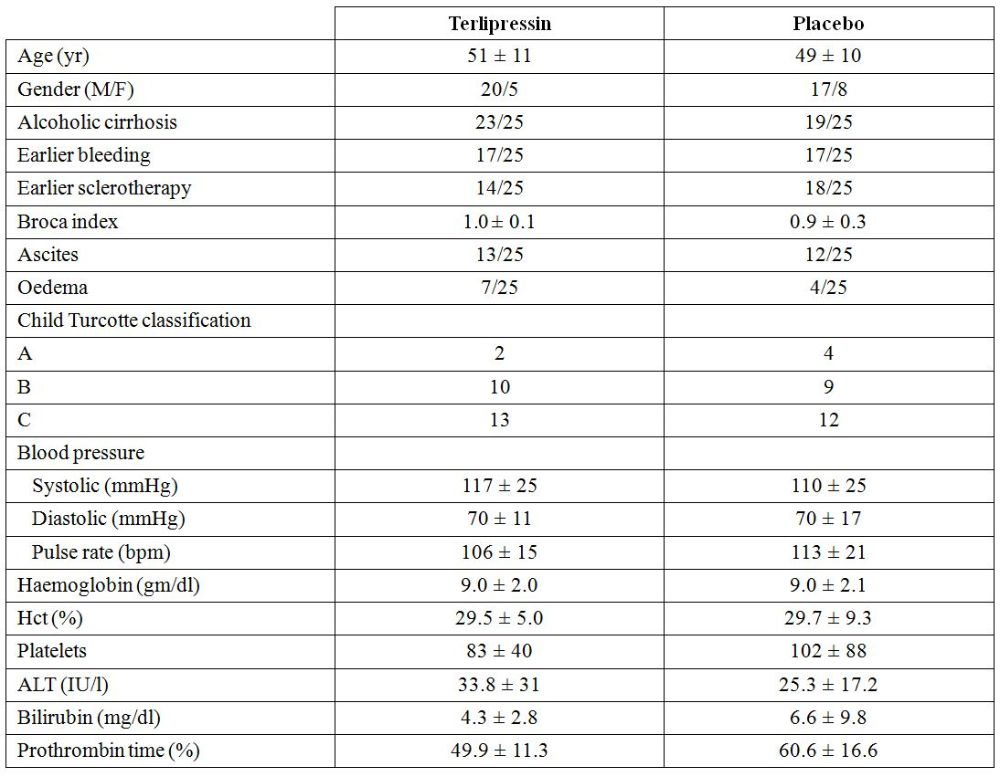 Terlipressin Placebo
Age (yr) 51 ± 11 49 ± 10
Gender (M/F) 20/5 17/8
Alcoholic cirrhosis 23/25 19/25
Earlier bleeding 17/25 17/25
Earlier sclerotherapy 14/25 18/25
Broca index 1.0 ± 0.1 0.9 ± 0.3
Ascites 13/25 12/25
Oedema 7/25 4/25
Child Turcotte classification
A 2 4
B 10 9
C 13 12
Blood pressure
Systolic (mmHg) 117 ± 25 110 ± 25
Diastolic (mmHg) 70 ± 11 70 ± 17
Pulse rate (bpm) 106 ± 15 113 ± 21
Haemoglobin (gm/dl) 9.0 ± 2.0 9.0 ± 2.1
Hct (%) 29.5 ± 5.0 29.7 ± 9.3
Platelets 83 ± 40 102 ± 88
ALT (IU/l) 33.8 ± 31 25.3 ± 17.2
Bilirubin (mg/dl) 4.3 ± 2.8 6.6 ± 9.8
Prothrombin time (%) 49.9 ± 11.3 60.6 ± 16.6